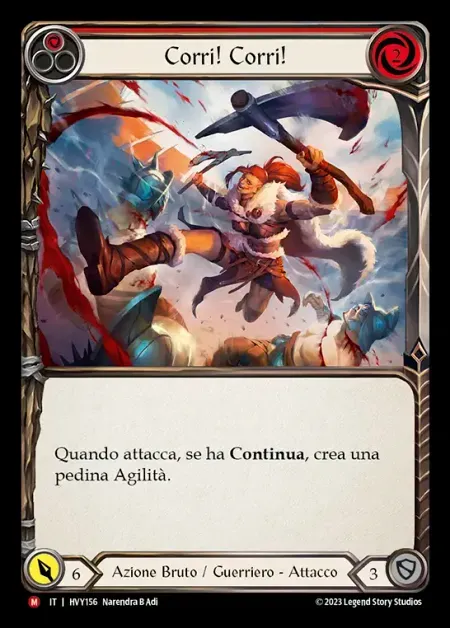 Corri! Corri!
2
Quando attacca, se ha Continua, crea una
pedina Agilità.
6
Azione Bruto / Guerriero - Attacco
3
M IT | HVY156 Narendra B Adi
© 2023 Legend Story Studios